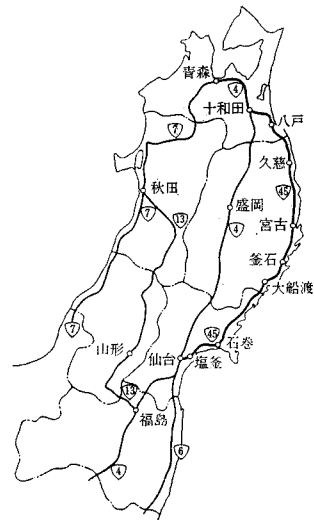 青森
4
十和田
八戸
7
久慈
45
秋田
盛岡
7
13
4
宮古
釜石
大船渡
7
45
山形
仙台
石巻
塩釜
13
福島
4
6